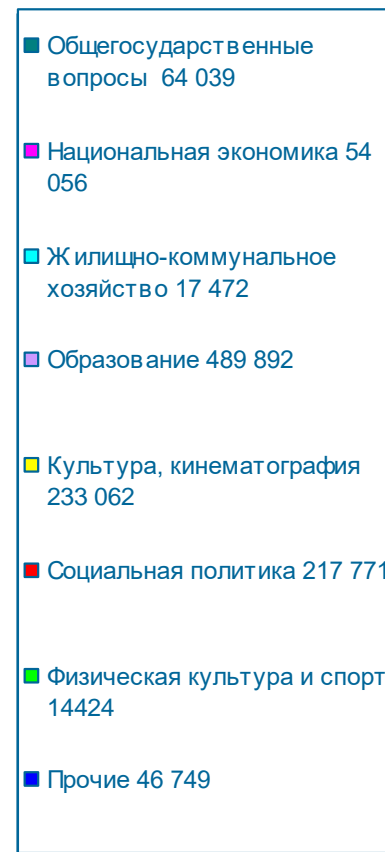 Общегосударственные
вопросы 64 039
Национальная экономика 54
056
Жилищно-коммунальное
хозяйство 17 472
Образование 489 892
Культура, кинематография
233 062
Социальная политика 217 771
Физическая культура и спорт
14424
Прочие 46 749